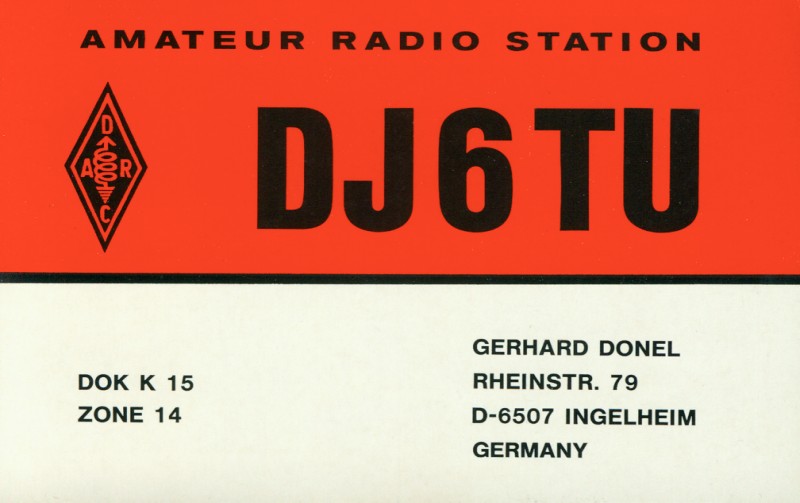 AMATEUR RADIO STATION
DJ6TU
D
A R
C
DOK K 15
ZONE 14
GERHARD DONEL
RHEINSTR. 79
D-6507 INGELHEIM
GERMANY